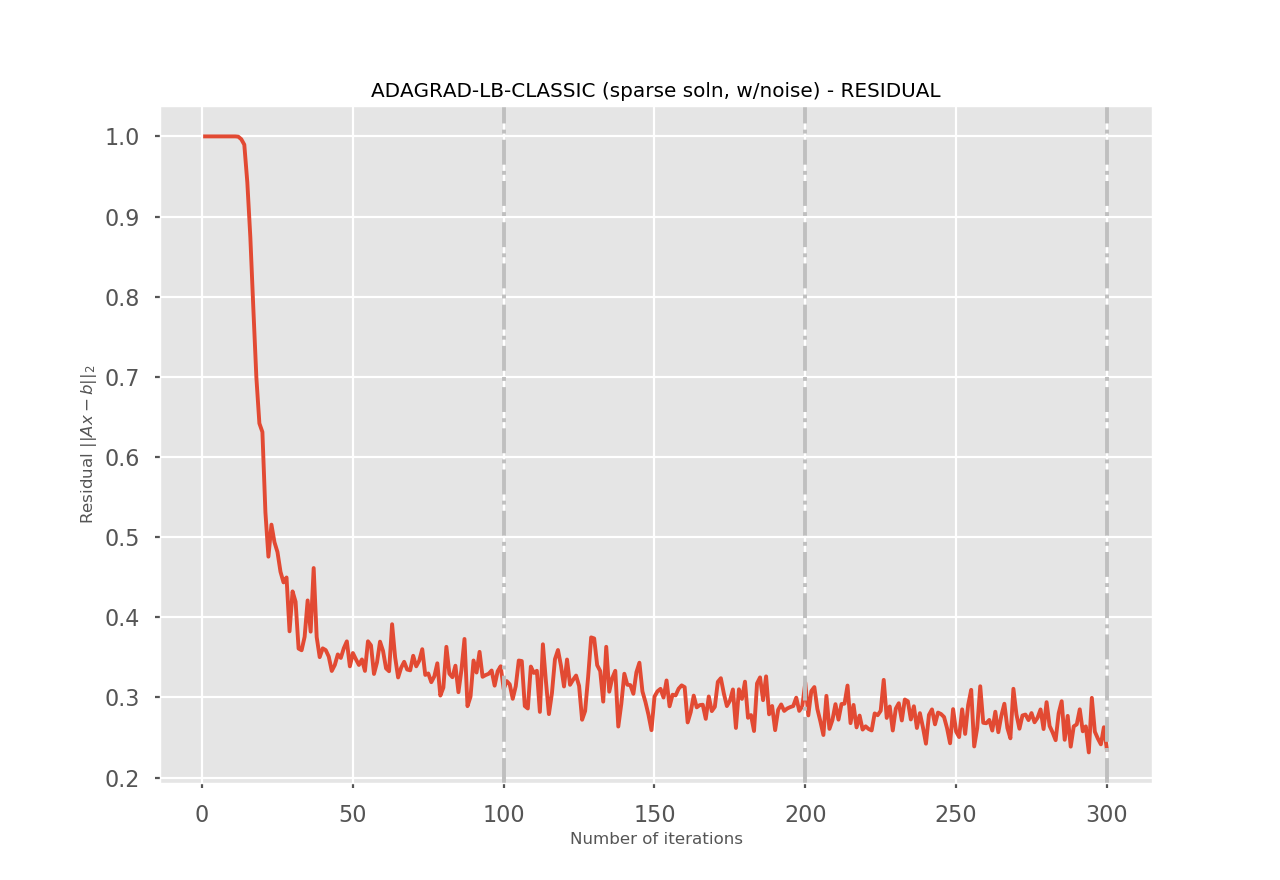 ADAGRAD-LB-CLASSIC (sparse soln, w/noise) - RESIDUAL
1.0
0.9
0.8
0.7
0.6
0.5
0.4
0.3
0.2
Residual ||Ax − b||₂
0 50 100 150 200 250 300
Number of iterations